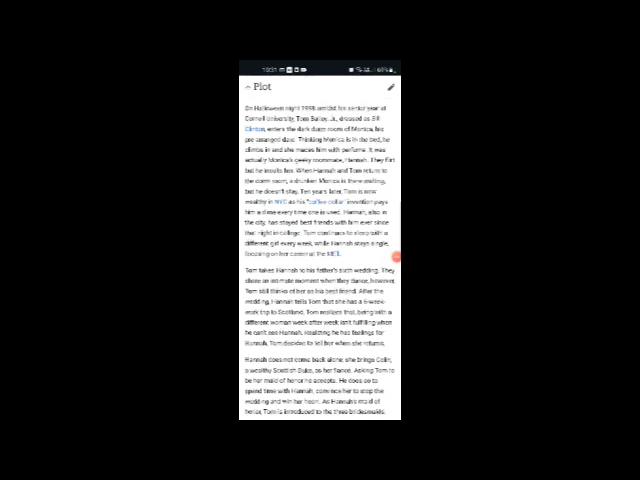 10:31
Plot
On Halloween night 1998 amidst his senior year at
Cornell University, Tom Bailey, Jr., dressed as Bill
Clinton, enters the dark dorm room of Monica, his
pre-arranged date. Thinking Monica is in the bed, he
climbs in and she maces him with perfume. It was
actually Monica's geeky roommate, Hannah. They flirt
but he insults her. When Hannah and Tom return to
the dorm room, a drunken Monica is there waiting,
but he doesn't stay. Ten years later, Tom is now
wealthy in NYC as his "coffee collar" invention pays
him a dime every time one is used. Hannah, also in
the city, has stayed best friends with him ever since
that night in college. Tom continues to sleep with a
different girl every week, while Hannah stays single,
focusing on her career at the MET.
Tom takes Hannah to his father's sixth wedding. They
share an intimate moment when they dance, however,
Tom still thinks of her as his best friend. After the
wedding, Hannah tells Tom that she has a 6-week
work trip to Scotland. Tom realizes that, being with a
different woman week after week isn't fulfilling when
he can't see Hannah. Realizing he has feelings for
Hannah, Tom decides to tell her when she returns.
Hannah does not come back alone; she brings Colin,
a wealthy Scottish Duke, as her fiance. Asking Tom to
be her maid of honor he accepts. He does so to
spend time with Hannah, convince her to stop the
wedding and win her heart. As Hannah's maid of
honor, Tom is introduced to the three bridesmaids,